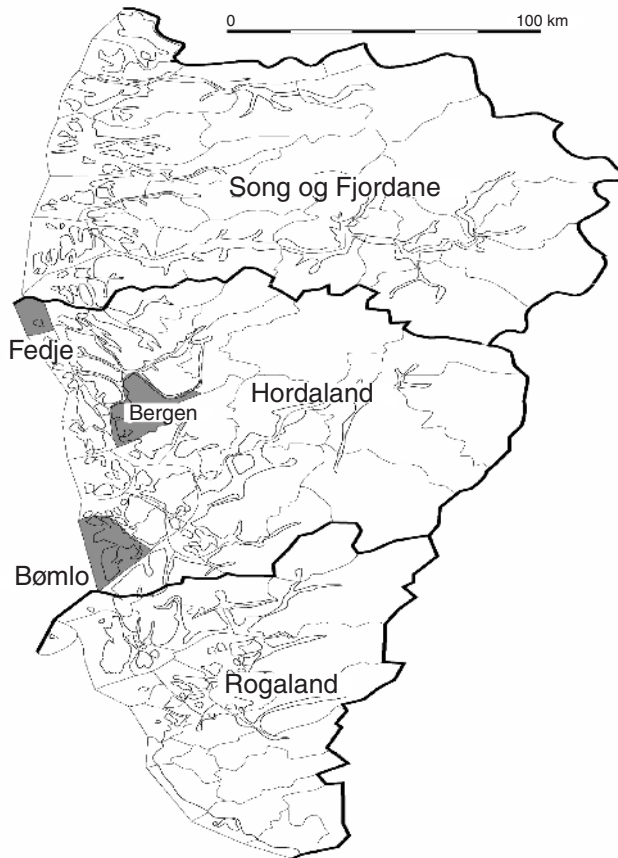 0 100 km
Song og Fjordane
Fedje
Hordaland
Bergen
Bømlo
Rogaland